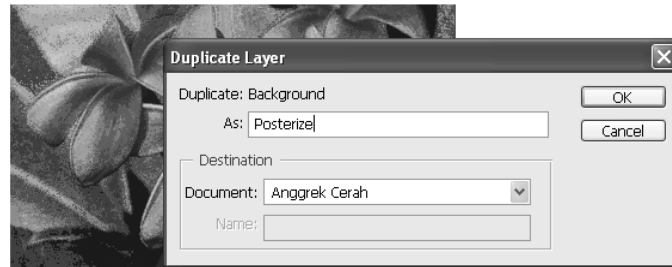 Duplicate Layer
Duplicate: Background
OK
As: Posterize
Cancel
Destination
Document: Anggrek Cerah
Name: